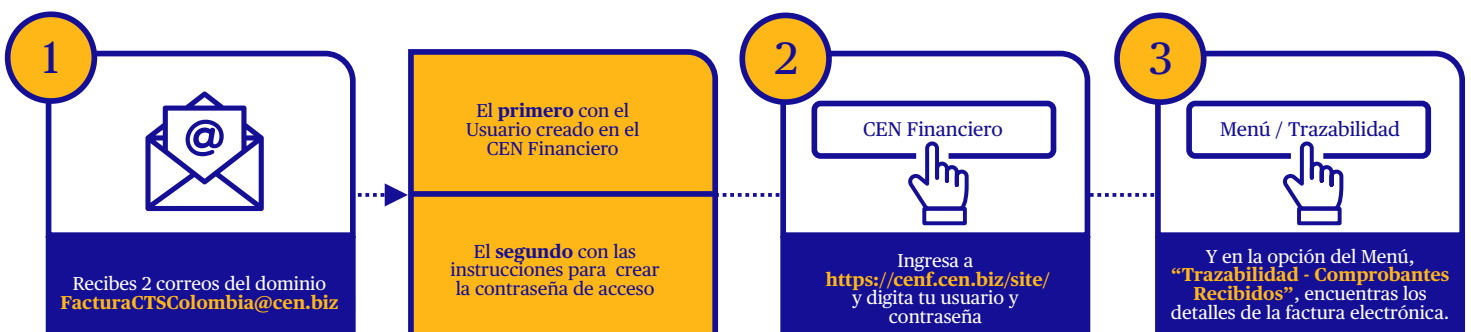 1
@
Recibes 2 correos del dominio
FacturaCTSColombia@cen.biz
El primero con el
Usuario creado en el
CEN Financiero
El segundo con las
instrucciones para crear
la contraseña de acceso
2
CEN Financiero
Ingresa a
https://cenf.cen.biz/site/
y digita tu usuario y
contraseña
3
Menú / Trazabilidad
Y en la opción del Menú,
“Trazabilidad - Comprobantes
Recibidos”, encuentras los
detalles de la factura electrónica.